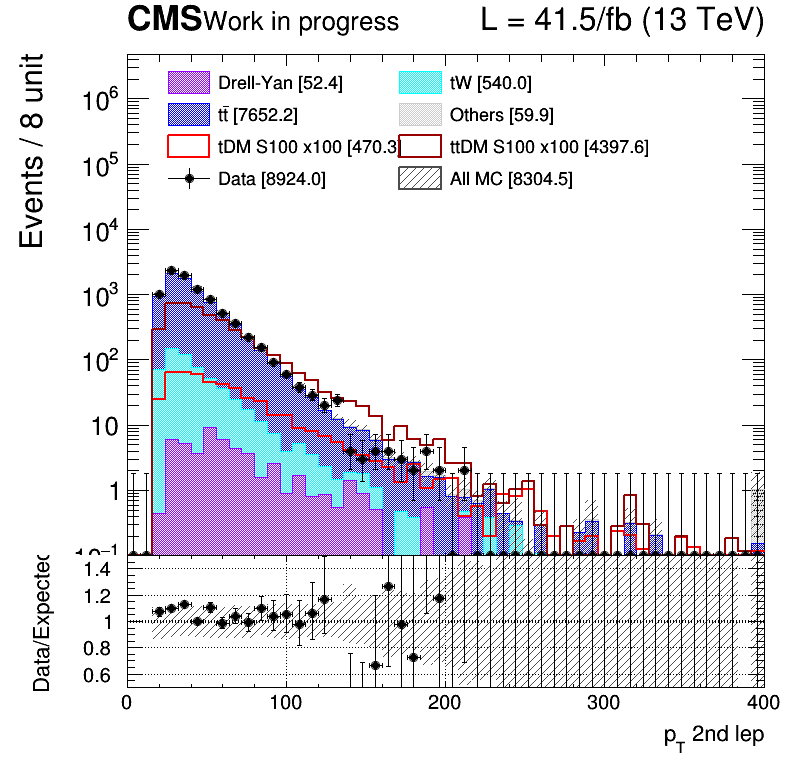 CMS Work in progress L = 41.5/fb (13 TeV)
Events / 8 unit
Drell-Yan [52.4] tW [540.0]
tt̄ [7652.2] Others [59.9]
tDM S100 x100 [470.3] ttDM S100 x100 [4397.6]
Data [8924.0] All MC [8304.5]
10⁶
10⁵
10⁴
10³
10²
10
1
10⁻¹
Data/Expected
1.4
1.2
1
0.8
0.6
0 100 200 300 400
p_T 2nd lep